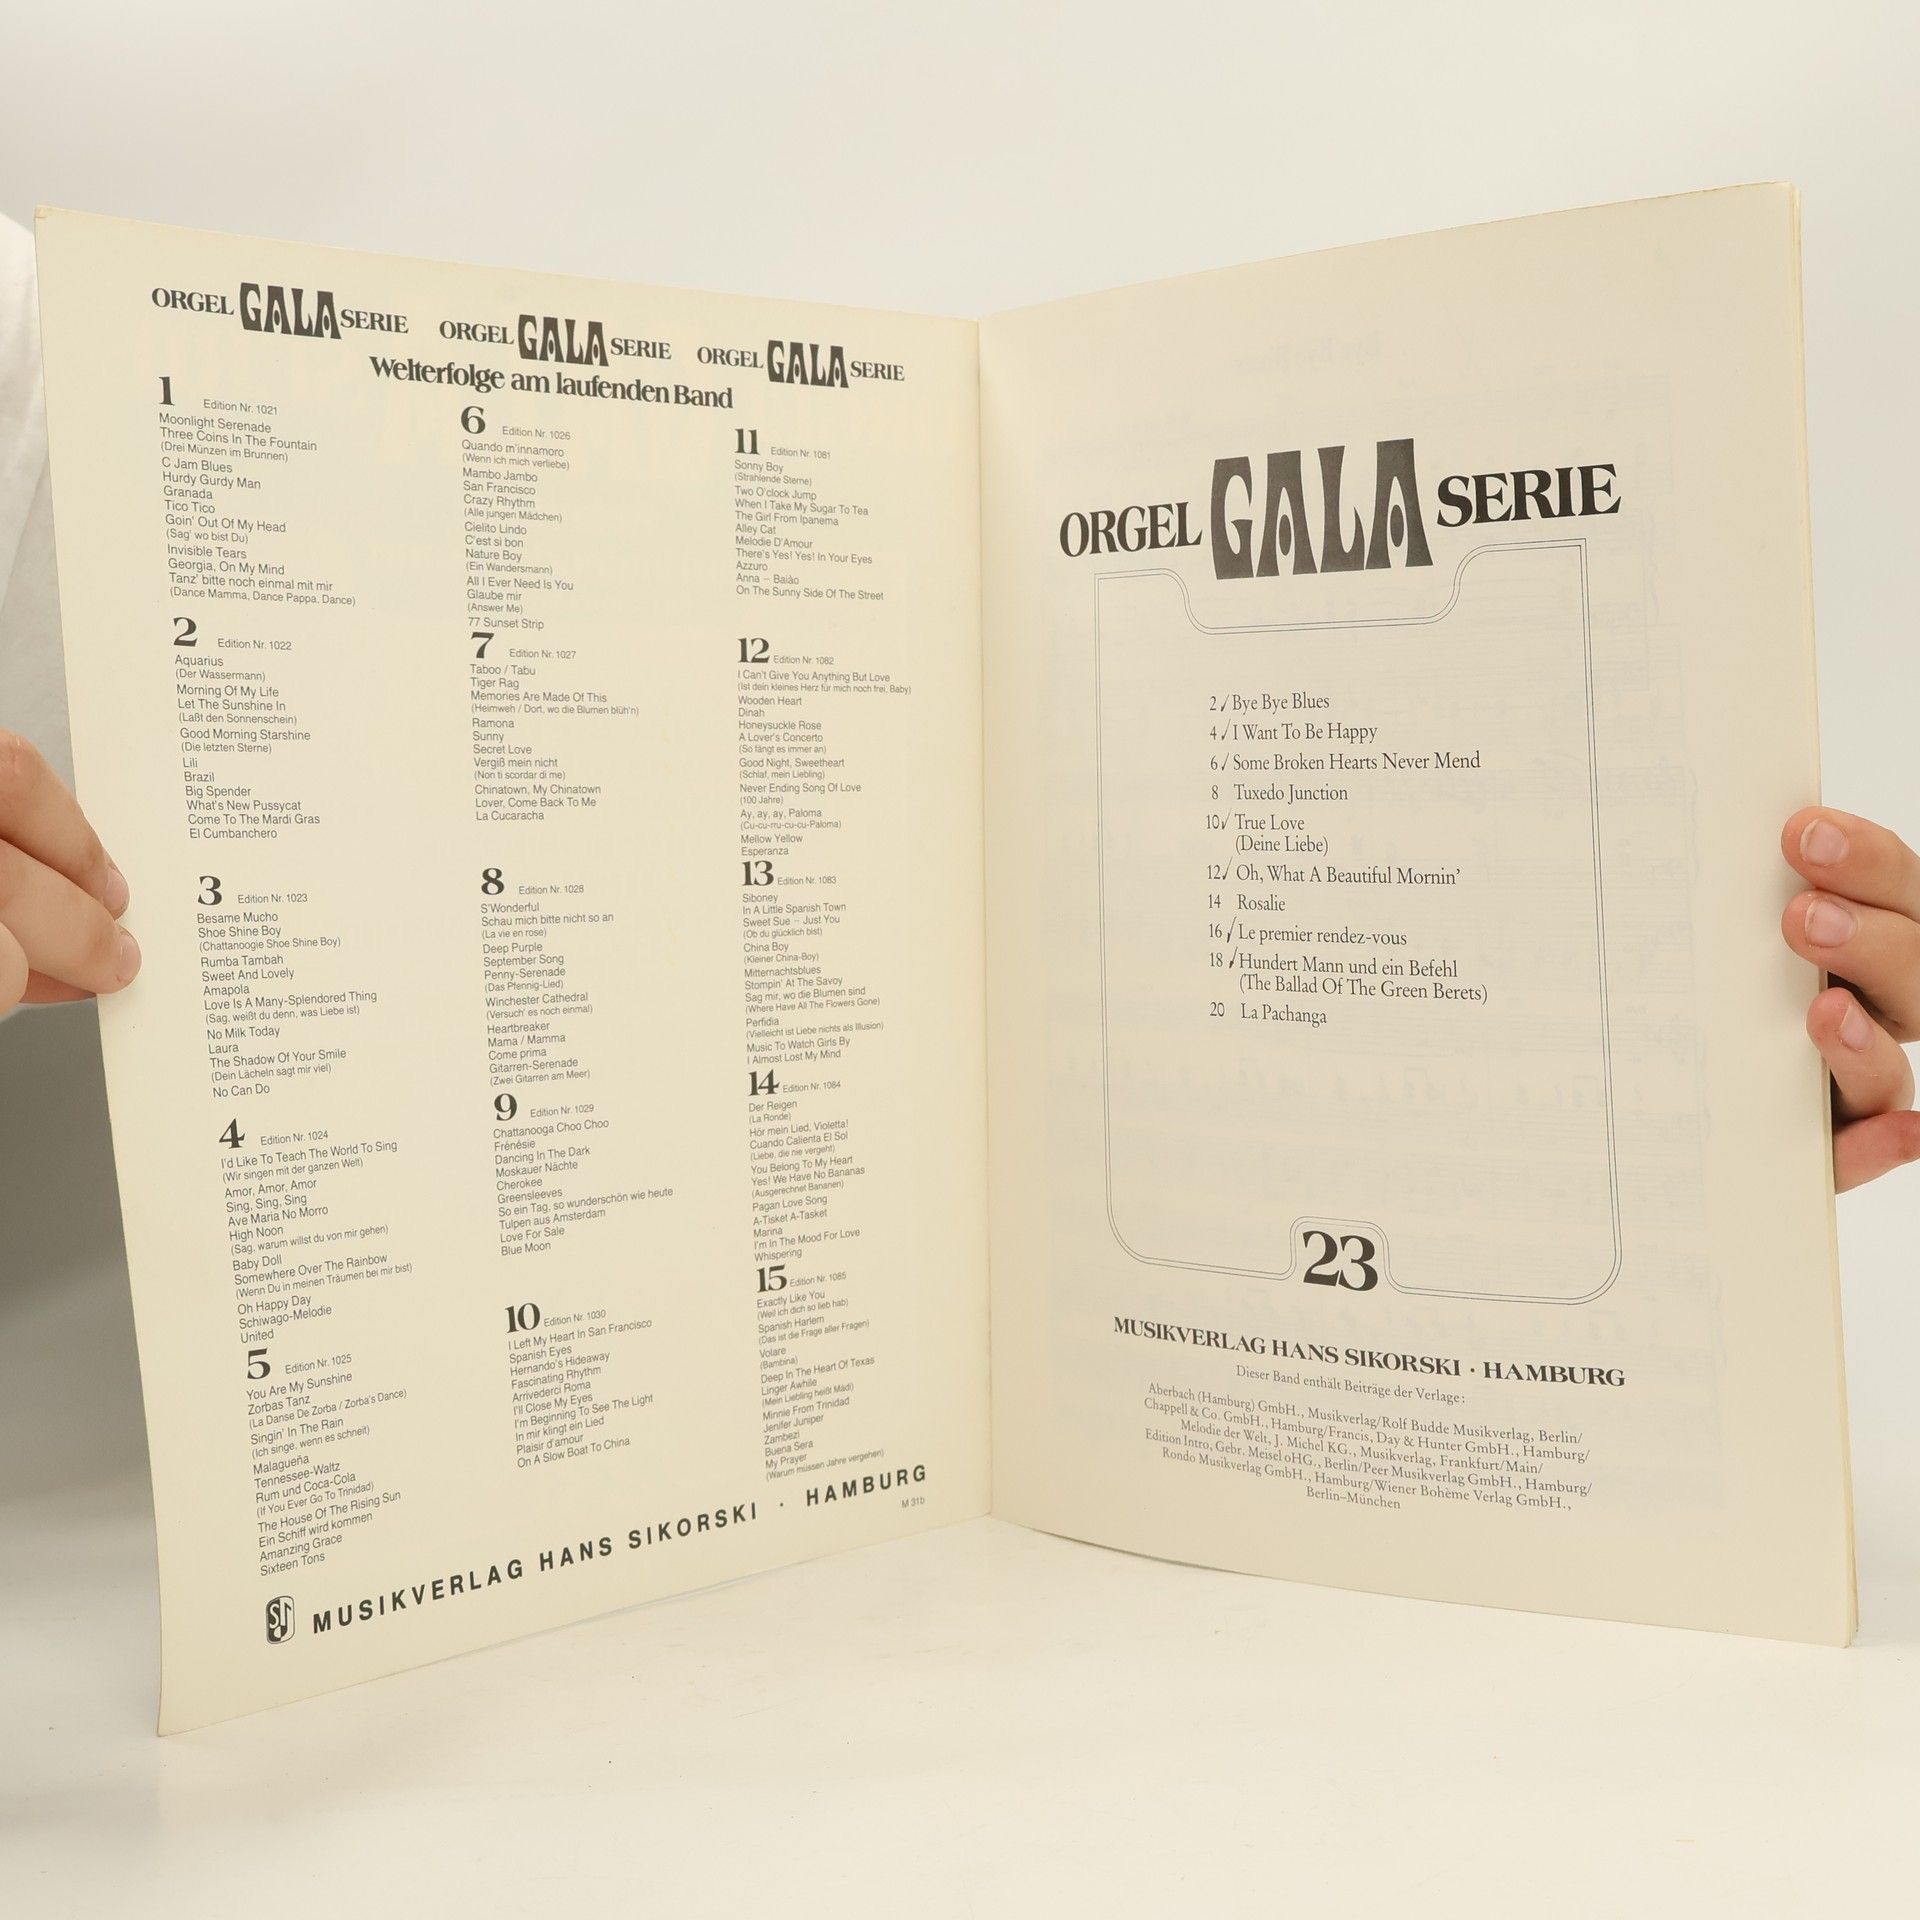 ORGEL GALA SERIE ORGEL GALA SERIE ORGEL GALA SERIE
Welterfolge am laufenden Band
1 Edition Nr. 1021
Moonlight Serenade
Three Coins In The Fountain
(Drei Münzen im Brunnen)
C Jam Blues
Hurdy Gurdy Man
Granada
Tico Tico
Goin' Out Of My Head
(Sag' wo bist Du)
Invisible Tears
Georgia, On My Mind
Tanz' bitte noch einmal mit mir
(Dance Mamma, Dance Pappa, Dance)
2 Edition Nr. 1022
Aquarius
(Der Wassermann)
Morning Of My Life
Let The Sunshine In
(Laßt den Sonnenschein)
Good Morning Starshine
(Die letzten Sterne)
Lili
Brazil
Big Spender
What's New Pussycat
Come To The Mardi Gras
El Cumbanchero
3 Edition Nr. 1023
Besame Mucho
Shoe Shine Boy
(Chattanoogie Shoe Shine Boy)
Rumba Tambah
Sweet And Lovely
Amapola
Love Is A Many-Splendored Thing
(Sag, weißt du denn, was Liebe ist)
No Milk Today
Laura
The Shadow Of Your Smile
(Dein Lächeln sagt mir viel)
No Can Do
4 Edition Nr. 1024
I'd Like To Teach The World To Sing
(Wir singen mit der ganzen Welt)
Amor, Amor, Amor
Sing, Sing, Sing
Ave Maria No Morro
High Noon
(Sag, warum willst du von mir gehen)
Baby Doll
Somewhere Over The Rainbow
(Wenn Du in meinen Träumen bei mir bist)
Oh Happy Day
Schiwago-Melodie
United
5 Edition Nr. 1025
You Are My Sunshine
Zorbas Tanz
(La Danse De Zorba / Zorba's Dance)
Singin' In The Rain
(Ich singe, wenn es schneit)
Malagueña
Tennessee-Waltz
Rum und Coca-Cola
(If You Ever Go To Trinidad)
The House Of The Rising Sun
Ein Schiff wird kommen
Amanzing Grace
Sixteen Tons
6 Edition Nr. 1026
Quando m'innamoro
(Wenn ich mich verliebe)
Mambo Jambo
San Francisco
Crazy Rhythm
(Alle jungen Mädchen)
Cielito Lindo
C'est si bon
Nature Boy
(Ein Wandersmann)
All I Ever Need Is You
Glaube mir
(Answer Me)
77 Sunset Strip
7 Edition Nr. 1027
Taboo / Tabu
Tiger Rag
Memories Are Made Of This
(Heimweh / Dort, wo die Blumen blüh'n)
Ramona
Sunny
Secret Love
Vergiß mein nicht
(Non ti scordar di me)
Chinatown, My Chinatown
Lover, Come Back To Me
La Cucaracha
8 Edition Nr. 1028
S'Wonderful
Schau mich bitte nicht so an
(La vie en rose)
Deep Purple
September Song
Penny-Serenade
(Das Pfennig-Lied)
Winchester Cathedral
(Versuch' es noch einmal)
Heartbreaker
Mama / Mamma
Come prima
Gitarren-Serenade
(Zwei Gitarren am Meer)
9 Edition Nr. 1029
Chattanooga Choo Choo
Frénésie
Dancing In The Dark
Moskauer Nächte
Cherokee
Greensleeves
So ein Tag, so wunderschön wie heute
Tulpen aus Amsterdam
Love For Sale
Blue Moon
10 Edition Nr. 1030
I Left My Heart In San Francisco
Spanish Eyes
Hernando's Hideaway
Fascinating Rhythm
Arrivederci Roma
I'll Close My Eyes
I'm Beginning To See The Light
In mir klingt ein Lied
Plaisir d'amour
On A Slow Boat To China
11 Edition Nr. 1081
Sonny Boy
(Strahlende Sterne)
Two O'clock Jump
When I Take My Sugar To Tea
The Girl From Ipanema
Alley Cat
Melodie D'Amour
There's Yes! Yes! In Your Eyes
Azzuro
Anna – Baião
On The Sunny Side Of The Street
12 Edition Nr. 1082
I Can't Give You Anything But Love
(Ist dein kleines Herz für mich noch frei, Baby)
Wooden Heart
Dinah
Honeysuckle Rose
A Lover's Concerto
(So fängt es immer an)
Good Night, Sweetheart
(Schlaf, mein Liebling)
Never Ending Song Of Love
(100 Jahre)
Ay, ay, ay, Paloma
(Cu-cu-rru-cu-cu-Paloma)
Mellow Yellow
Esperanza
13 Edition Nr. 1083
Siboney
In A Little Spanish Town
Sweet Sue – Just You
(Ob du glücklich bist)
China Boy
(Kleiner China-Boy)
Mitternachtsblues
Stompin' At The Savoy
Sag mir, wo die Blumen sind
(Where Have All The Flowers Gone)
Perfidia
(Vielleicht ist Liebe nichts als Illusion)
Music To Watch Girls By
I Almost Lost My Mind
14 Edition Nr. 1084
Der Reigen
(La Ronde)
Hör mein Lied, Violetta!
Cuando Calienta El Sol
(Liebe, die nie vergeht)
You Belong To My Heart
Yes! We Have No Bananas
(Ausgerechnet Bananen)
Pagan Love Song
A-Tisket A-Tasket
Marina
I'm In The Mood For Love
Whispering
15 Edition Nr. 1085
Exactly Like You
(Weil ich dich so lieb hab)
Spanish Harlem
(Das ist die Frage aller Fragen)
Volare
(Bambina)
Deep In The Heart Of Texas
Linger Awhile
(Mein Liebling heißt Mädi)
Minnie From Trinidad
Jenifer Juniper
Zambezi
Buena Sera
My Prayer
(Warum müssen Jahre vergehen)
MUSIKVERLAG HANS SIKORSKI · HAMBURG
M 31b
ORGEL GALA SERIE
2 ✓ Bye Bye Blues
4 ✓ I Want To Be Happy
6 ✓ Some Broken Hearts Never Mend
8 Tuxedo Junction
10 ✓ True Love
(Deine Liebe)
12 ✓ Oh, What A Beautiful Mornin'
14 Rosalie
16 ✓ Le premier rendez-vous
18 ✓ Hundert Mann und ein Befehl
(The Ballad Of The Green Berets)
20 La Pachanga
23
MUSIKVERLAG HANS SIKORSKI · HAMBURG
Dieser Band enthält Beiträge der Verlage:
Aberbach (Hamburg) GmbH., Musikverlag/Rolf Budde Musikverlag, Berlin/
Chappell & Co. GmbH., Hamburg/Francis, Day & Hunter GmbH., Hamburg/
Melodie der Welt, J. Michel KG., Musikverlag, Frankfurt/Main/
Edition Intro, Gebr. Meisel oHG., Berlin/Peer Musikverlag GmbH., Hamburg/
Rondo Musikverlag GmbH., Hamburg/Wiener Bohème Verlag GmbH.,
Berlin–München